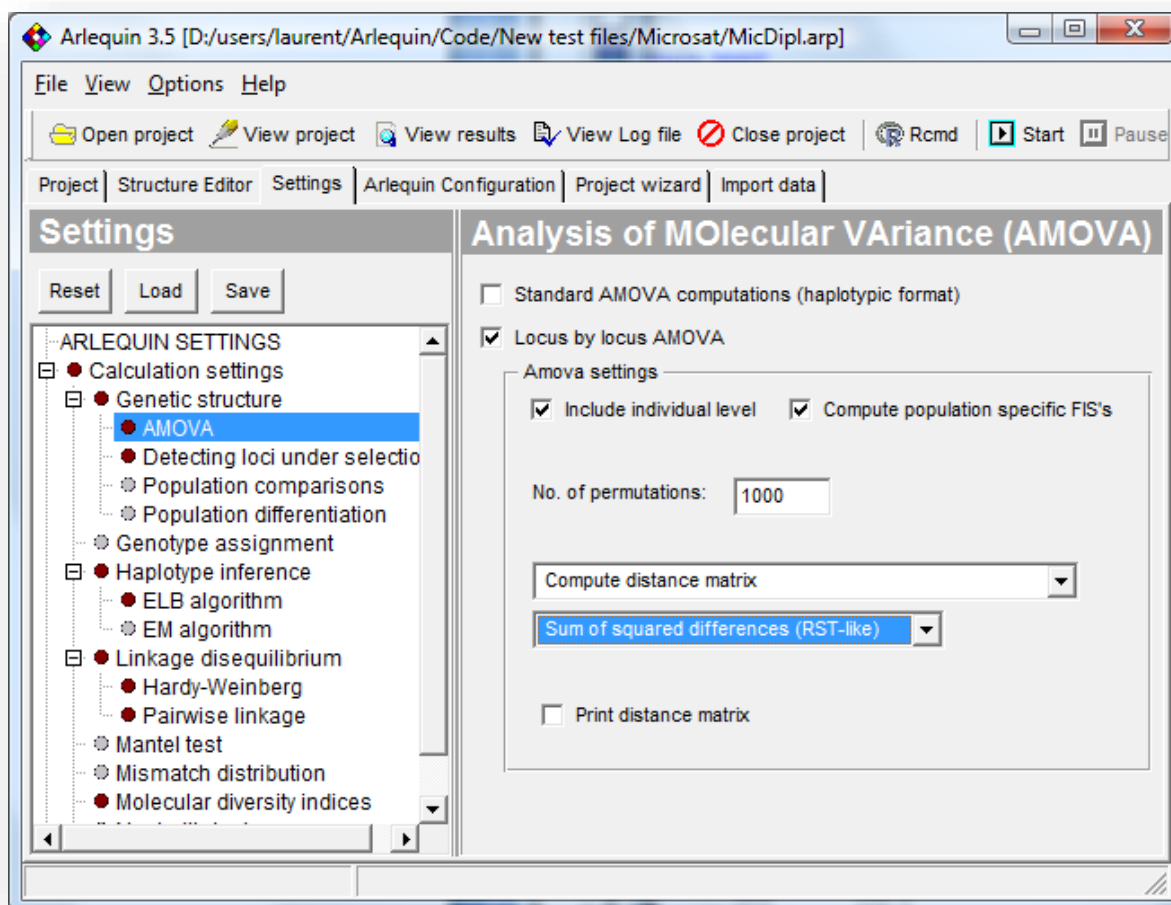 Arlequin 3.5 [D:/users/laurent/Arlequin/Code/New test files/Microsat/MicDipl.arp]
File View Options Help
Open project View project View results View Log file Close project Rcmd Start Pause
Project Structure Editor Settings Arlequin Configuration Project wizard Import data
Settings
Reset Load Save
ARLEQUIN SETTINGS
Calculation settings
Genetic structure
AMOVA
Detecting loci under selectio
Population comparisons
Population differentiation
Genotype assignment
Haplotype inference
ELB algorithm
EM algorithm
Linkage disequilibrium
Hardy-Weinberg
Pairwise linkage
Mantel test
Mismatch distribution
Molecular diversity indices
Analysis of MOlecular VAriance (AMOVA)
Standard AMOVA computations (haplotypic format)
Locus by locus AMOVA
Amova settings
Include individual level Compute population specific FIS's
No. of permutations: 1000
Compute distance matrix
Sum of squared differences (RST-like)
Print distance matrix